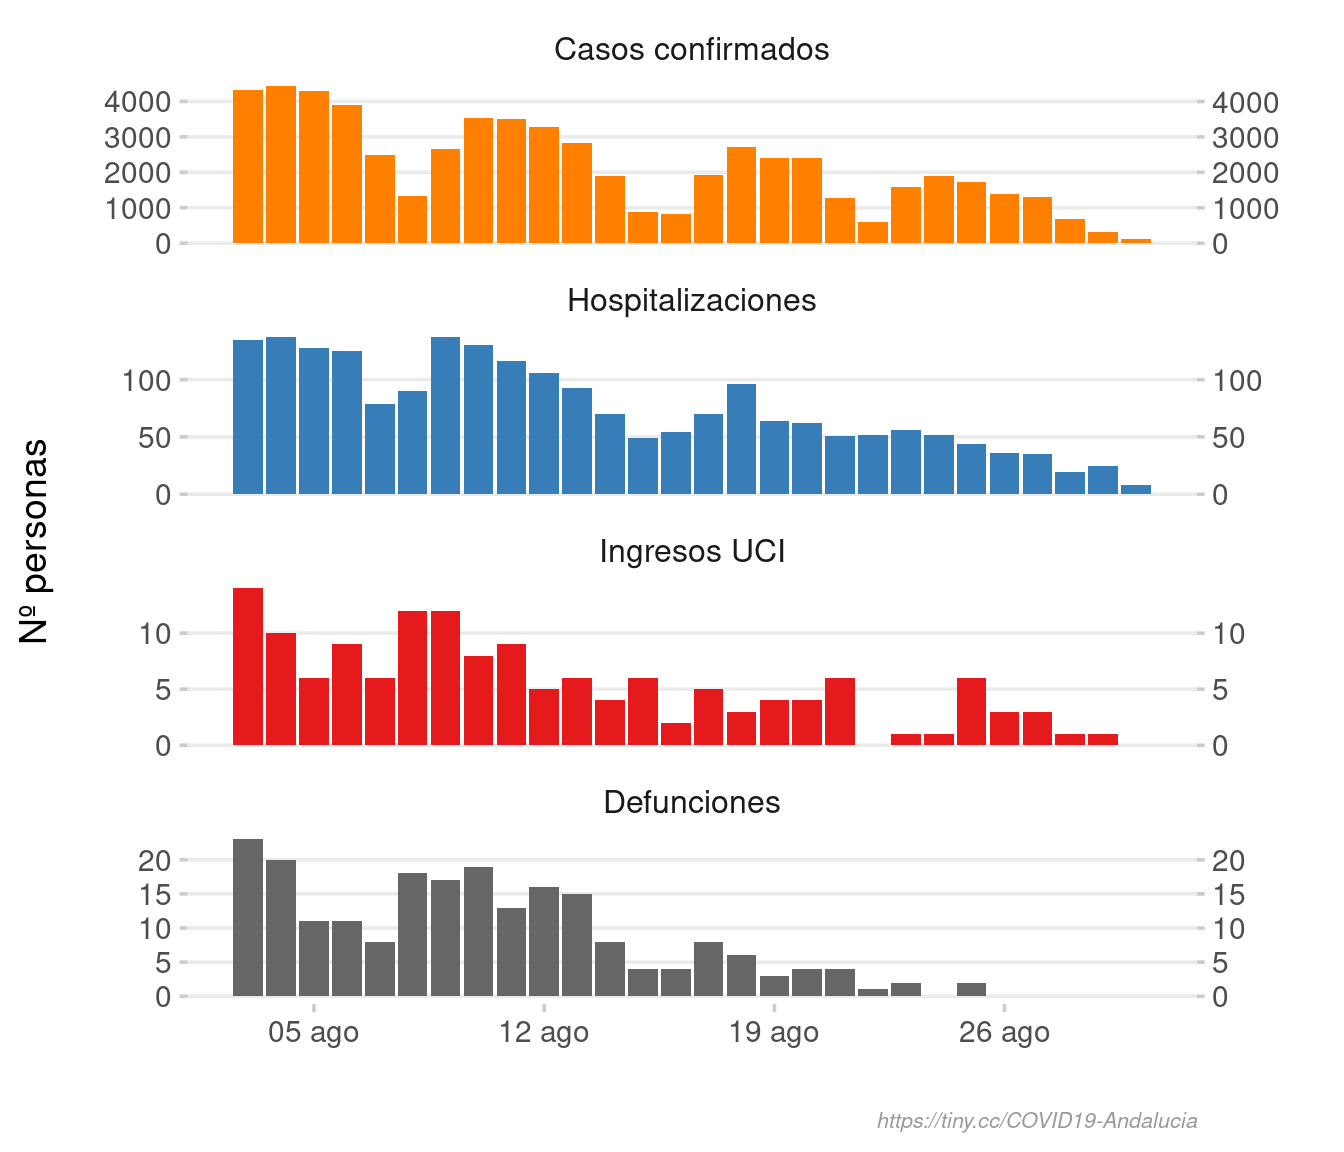 Casos confirmados
4000 4000
3000 3000
2000 2000
1000 1000
0 0
Hospitalizaciones
100 100
50 50
0 0
Nº personas
Ingresos UCI
10 10
5 5
0 0
Defunciones
20 20
15 15
10 10
5 5
0 0
05 ago 12 ago 19 ago 26 ago
https://tiny.cc/COVID19-Andalucia